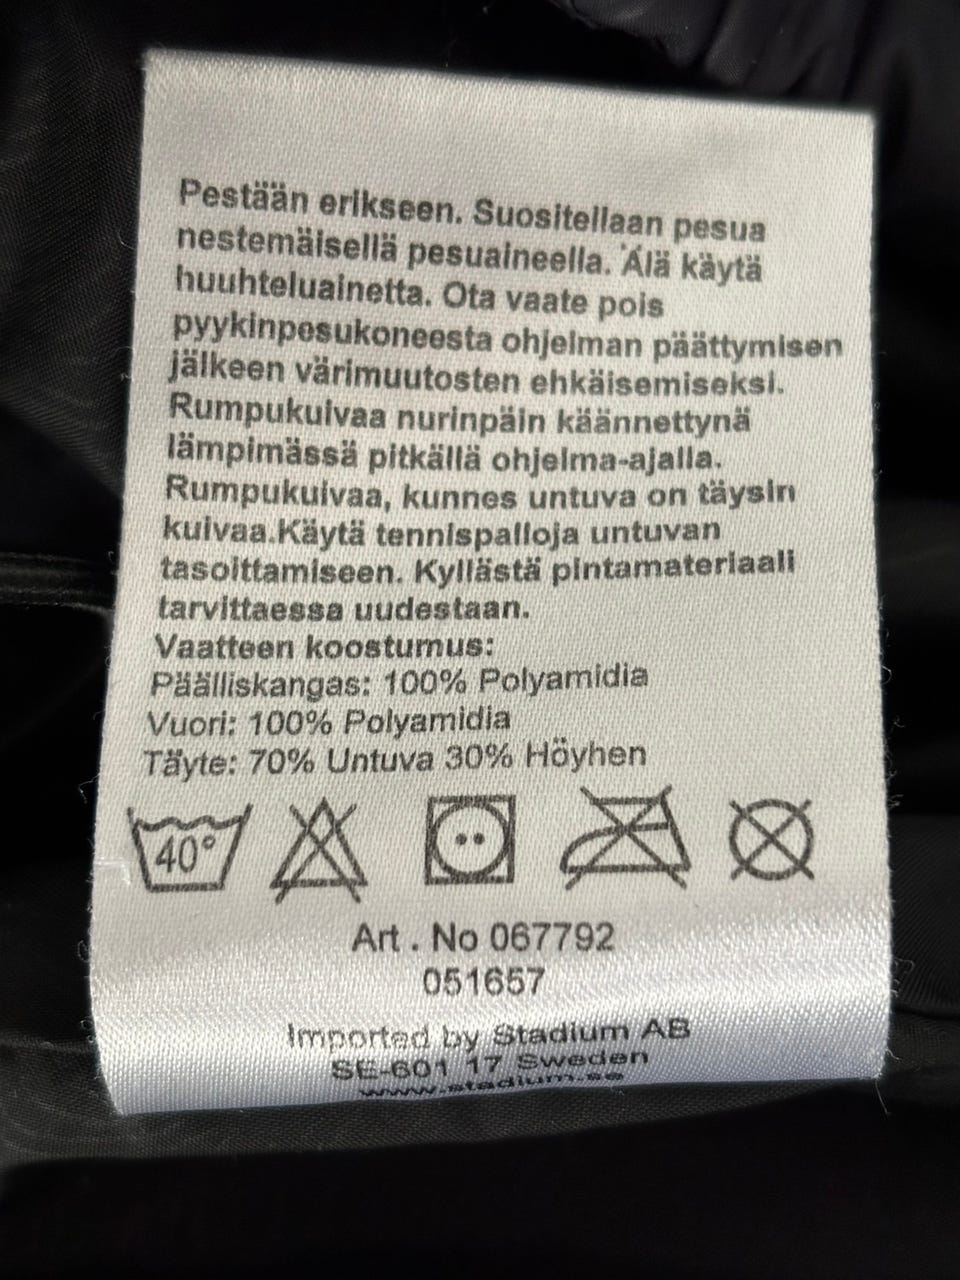 Pestään erikseen. Suositellaan pesua
nestemäisellä pesuaineella. Älä käytä
huuhteluainetta. Ota vaate pois
pyykinpesukoneesta ohjelman päättymisen
jälkeen värimuutosten ehkäisemiseksi.
Rumpukuivaa nurinpäin käännettynä
lämpimässä pitkällä ohjelma-ajalla.
Rumpukuivaa, kunnes untuva on täysin
kuivaa.Käytä tennispalloja untuvan
tasoittamiseen. Kyllästä pintamateriaali
tarvittaessa uudestaan.
Vaatteen koostumus:
Päälliskangas: 100% Polyamidia
Vuori: 100% Polyamidia
Täyte: 70% Untuva 30% Höyhen
40°
Art . No 067792
051657
Imported by Stadium AB
SE-601 17 Sweden
www.stadium.se